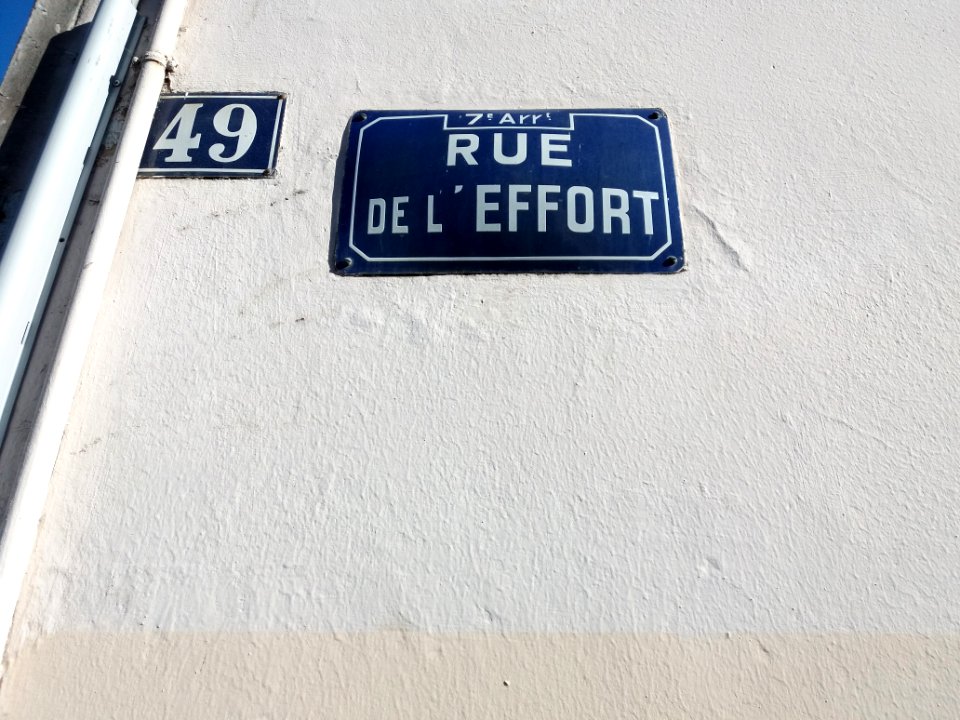 49
7e Arrt
RUE
DE L'EFFORT